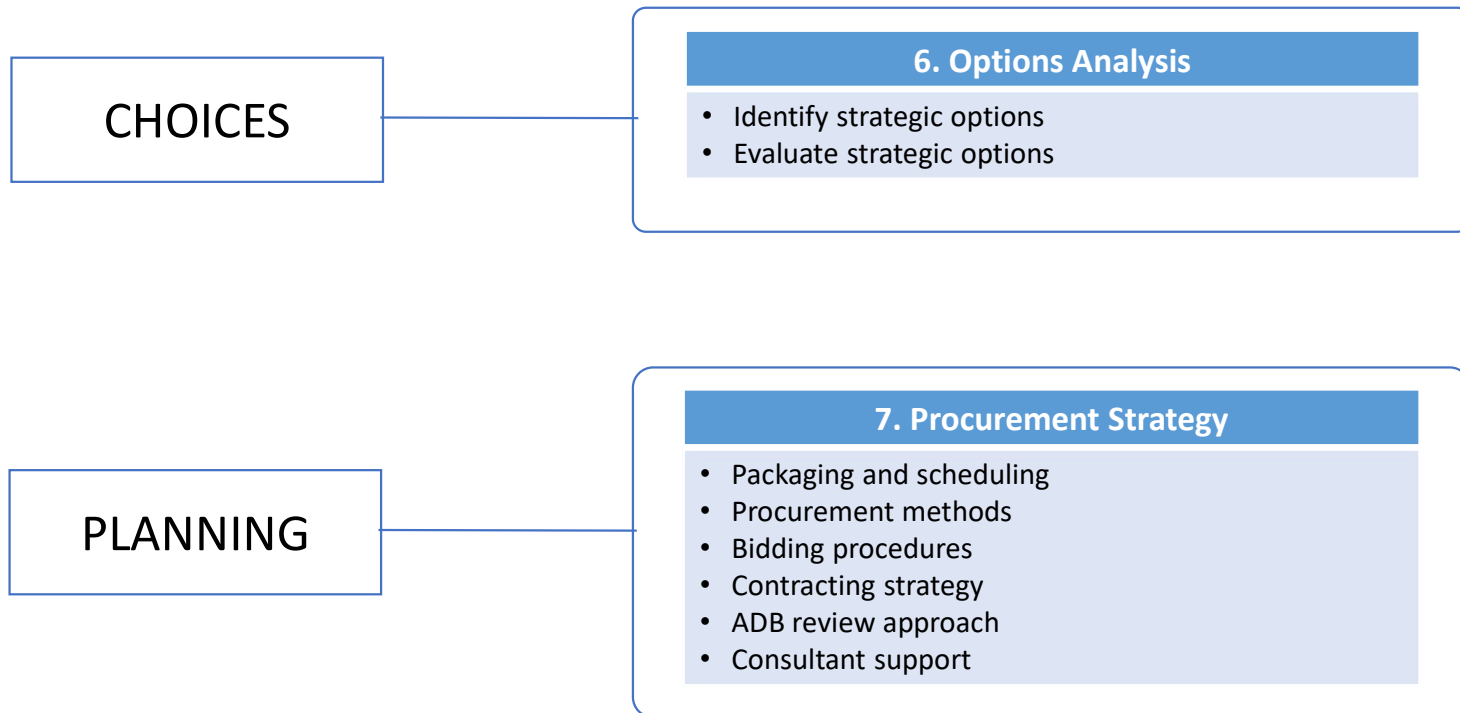 CHOICES
6. Options Analysis
• Identify strategic options
• Evaluate strategic options
PLANNING
7. Procurement Strategy
• Packaging and scheduling
• Procurement methods
• Bidding procedures
• Contracting strategy
• ADB review approach
• Consultant support